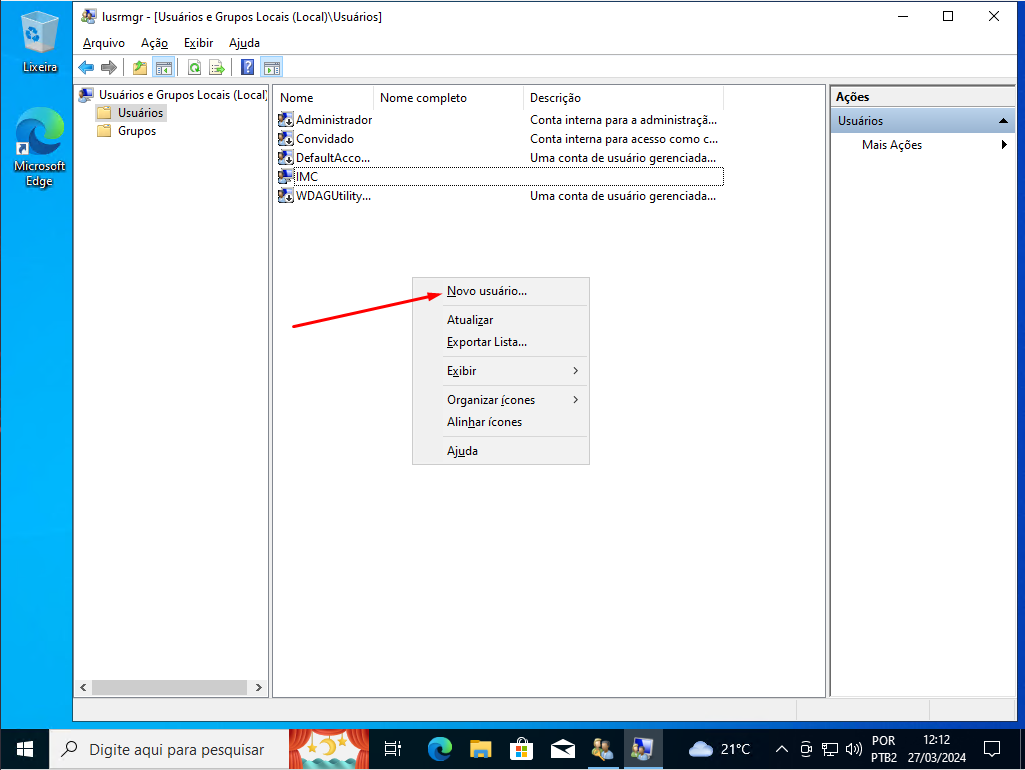 lusrmgr - [Usuários e Grupos Locais (Local)\Usuários]
Arquivo Ação Exibir Ajuda
Lixeira
Microsoft
Edge
Usuários e Grupos Locais (Local)
Usuários
Grupos
Nome Nome completo Descrição
Administrador Conta interna para a administraçã...
Convidado Conta interna para acesso como c...
DefaultAcco... Uma conta de usuário gerenciada...
IMC
WDAGUtility... Uma conta de usuário gerenciada...
Novo usuário...
Atualizar
Exportar Lista...
Exibir
Organizar ícones
Alinhar ícones
Ajuda
Ações
Usuários
Mais Ações
Digite aqui para pesquisar
21°C
POR
PTB2
12:12
27/03/2024